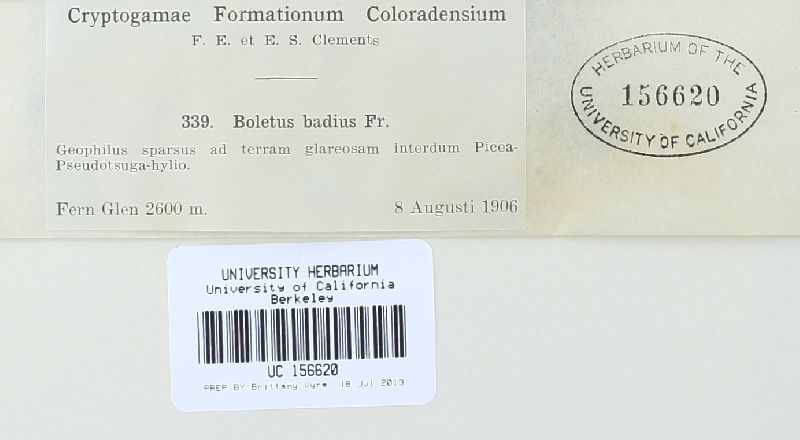 Cryptogamae Formationum Coloradensium
F. E. et E. S. Clements
339. Boletus badius Fr.
Geophilus sparsus ad terram glareosam interdum Picea-
Pseudotsuga-hylio.
Fern Glen 2600 m. 8 Augusti 1906
HERBARIUM OF THE
156620
UNIVERSITY OF CALIFORNIA
UNIVERSITY HERBARIUM
University of California
Berkeley
UC 156620
PREP BY Brittany Hyre, 16 Jul 2013